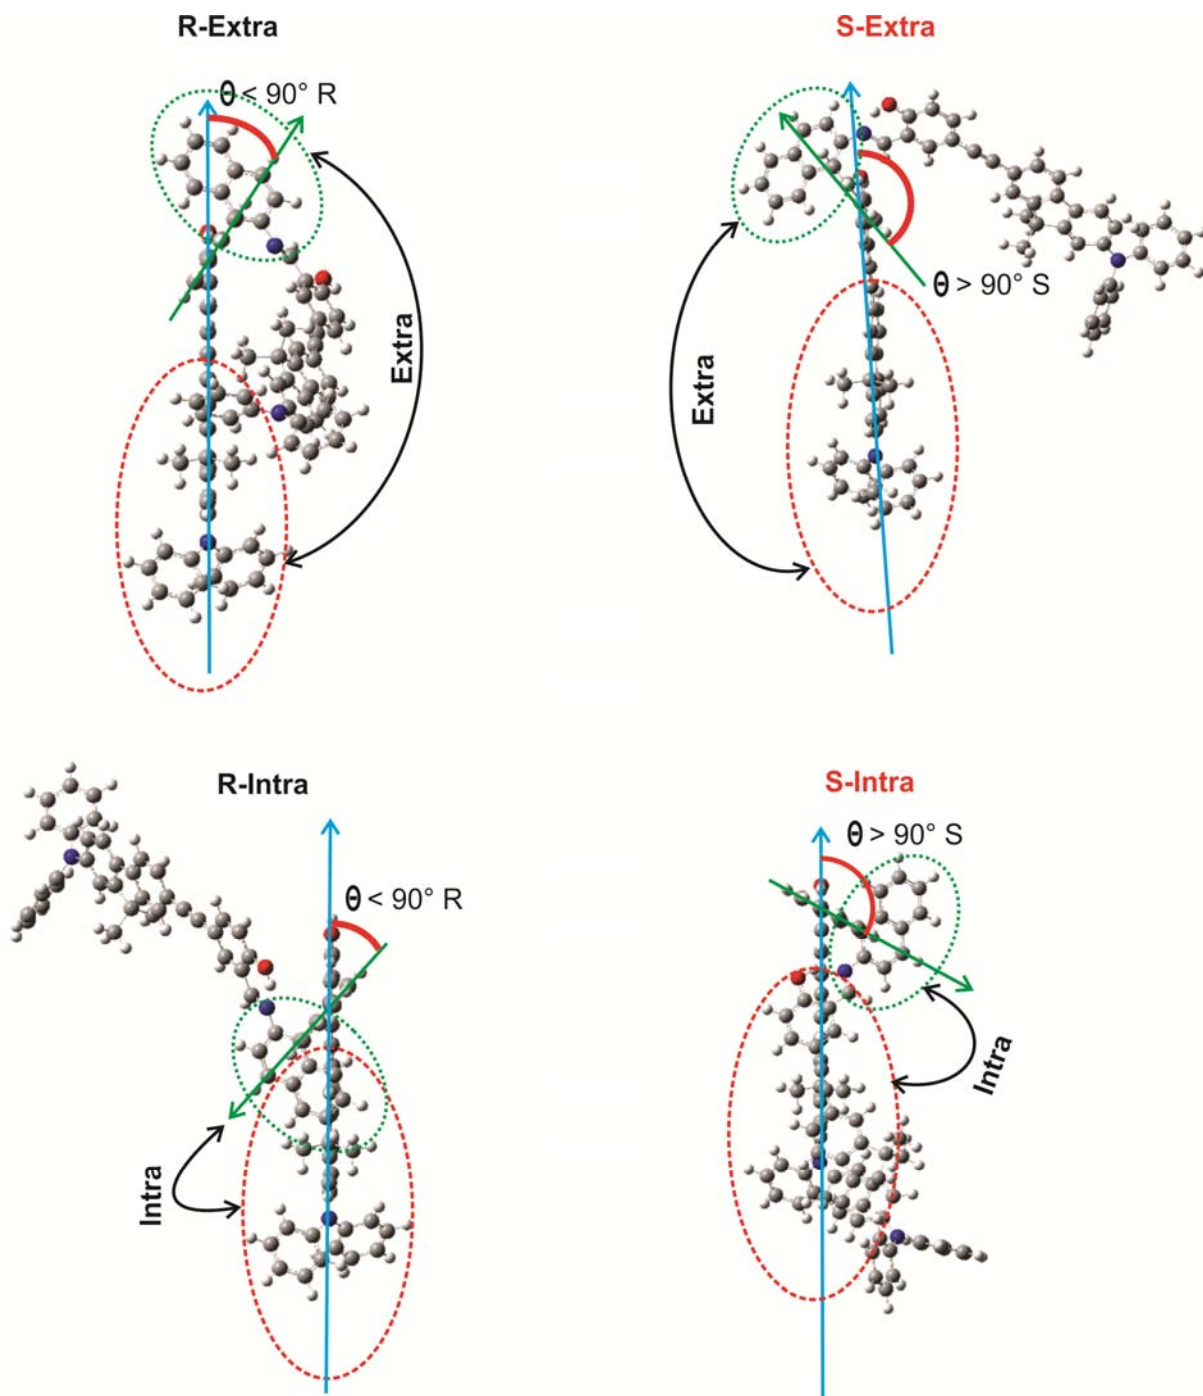 R-Extra
Θ < 90° R
Extra
S-Extra
Θ > 90° S
Extra
R-Intra
Θ < 90° R
Intra
S-Intra
Θ > 90° S
Intra